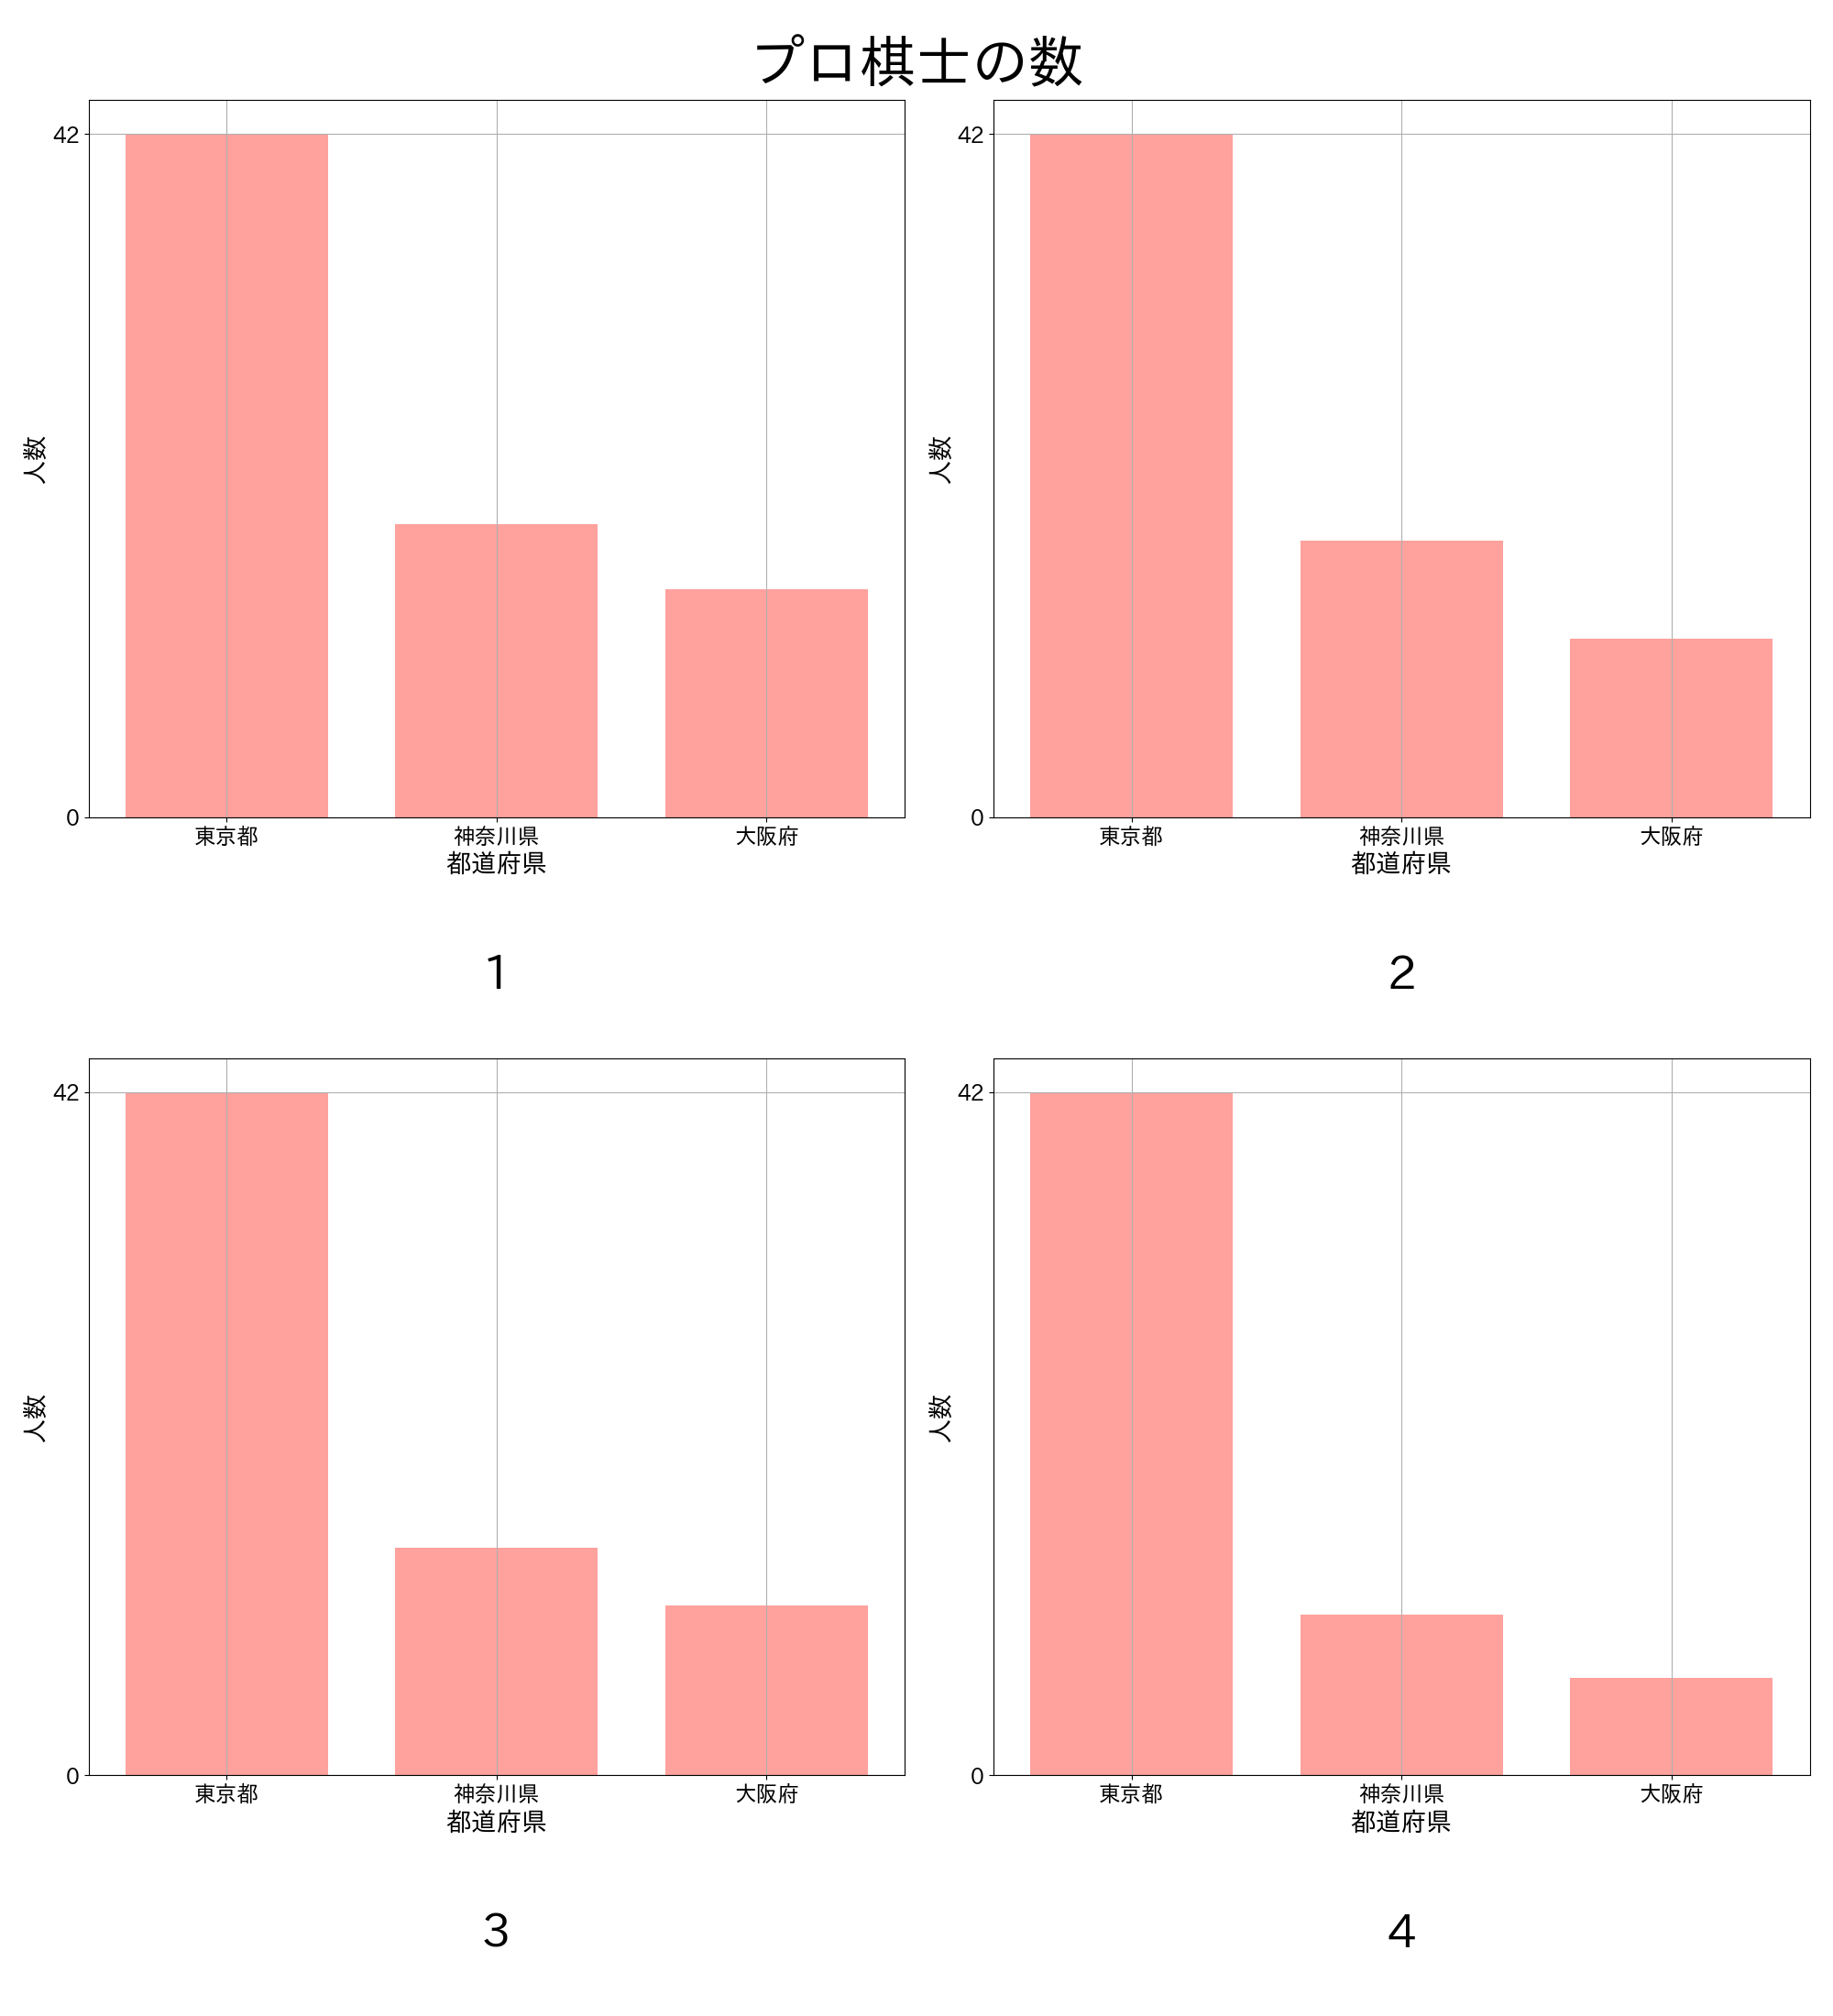 プロ棋士の数
42
人数
0
東京都 神奈川県 大阪府
都道府県
1
42
人数
0
東京都 神奈川県 大阪府
都道府県
2
42
人数
0
東京都 神奈川県 大阪府
都道府県
3
42
人数
0
東京都 神奈川県 大阪府
都道府県
4